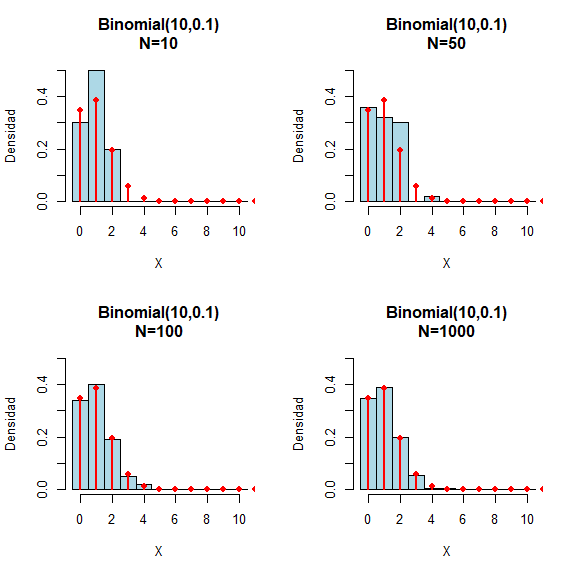 Binomial(10,0.1)
N=10
Densidad
0.4
0.2
0.0
0 2 4 6 8 10
X
Binomial(10,0.1)
N=50
Densidad
0.4
0.2
0.0
0 2 4 6 8 10
X
Binomial(10,0.1)
N=100
Densidad
0.4
0.2
0.0
0 2 4 6 8 10
X
Binomial(10,0.1)
N=1000
Densidad
0.4
0.2
0.0
0 2 4 6 8 10
X